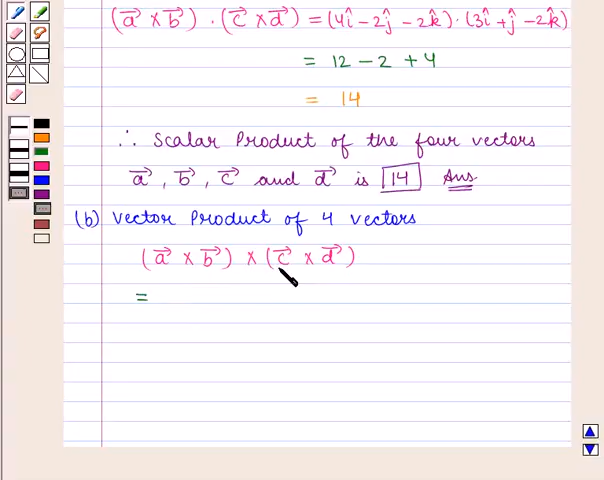 (a⃗ × b⃗) · (c⃗ × d⃗) = (4î − 2ĵ − 2k̂) · (3î + ĵ − 2k̂)
= 12 − 2 + 4
= 14
∴ Scalar Product of the four vectors
a⃗, b⃗, c⃗ and d⃗ is 14 Ans.
(b) Vector Product of 4 vectors
(a⃗ × b⃗) × (c⃗ × d⃗)
=